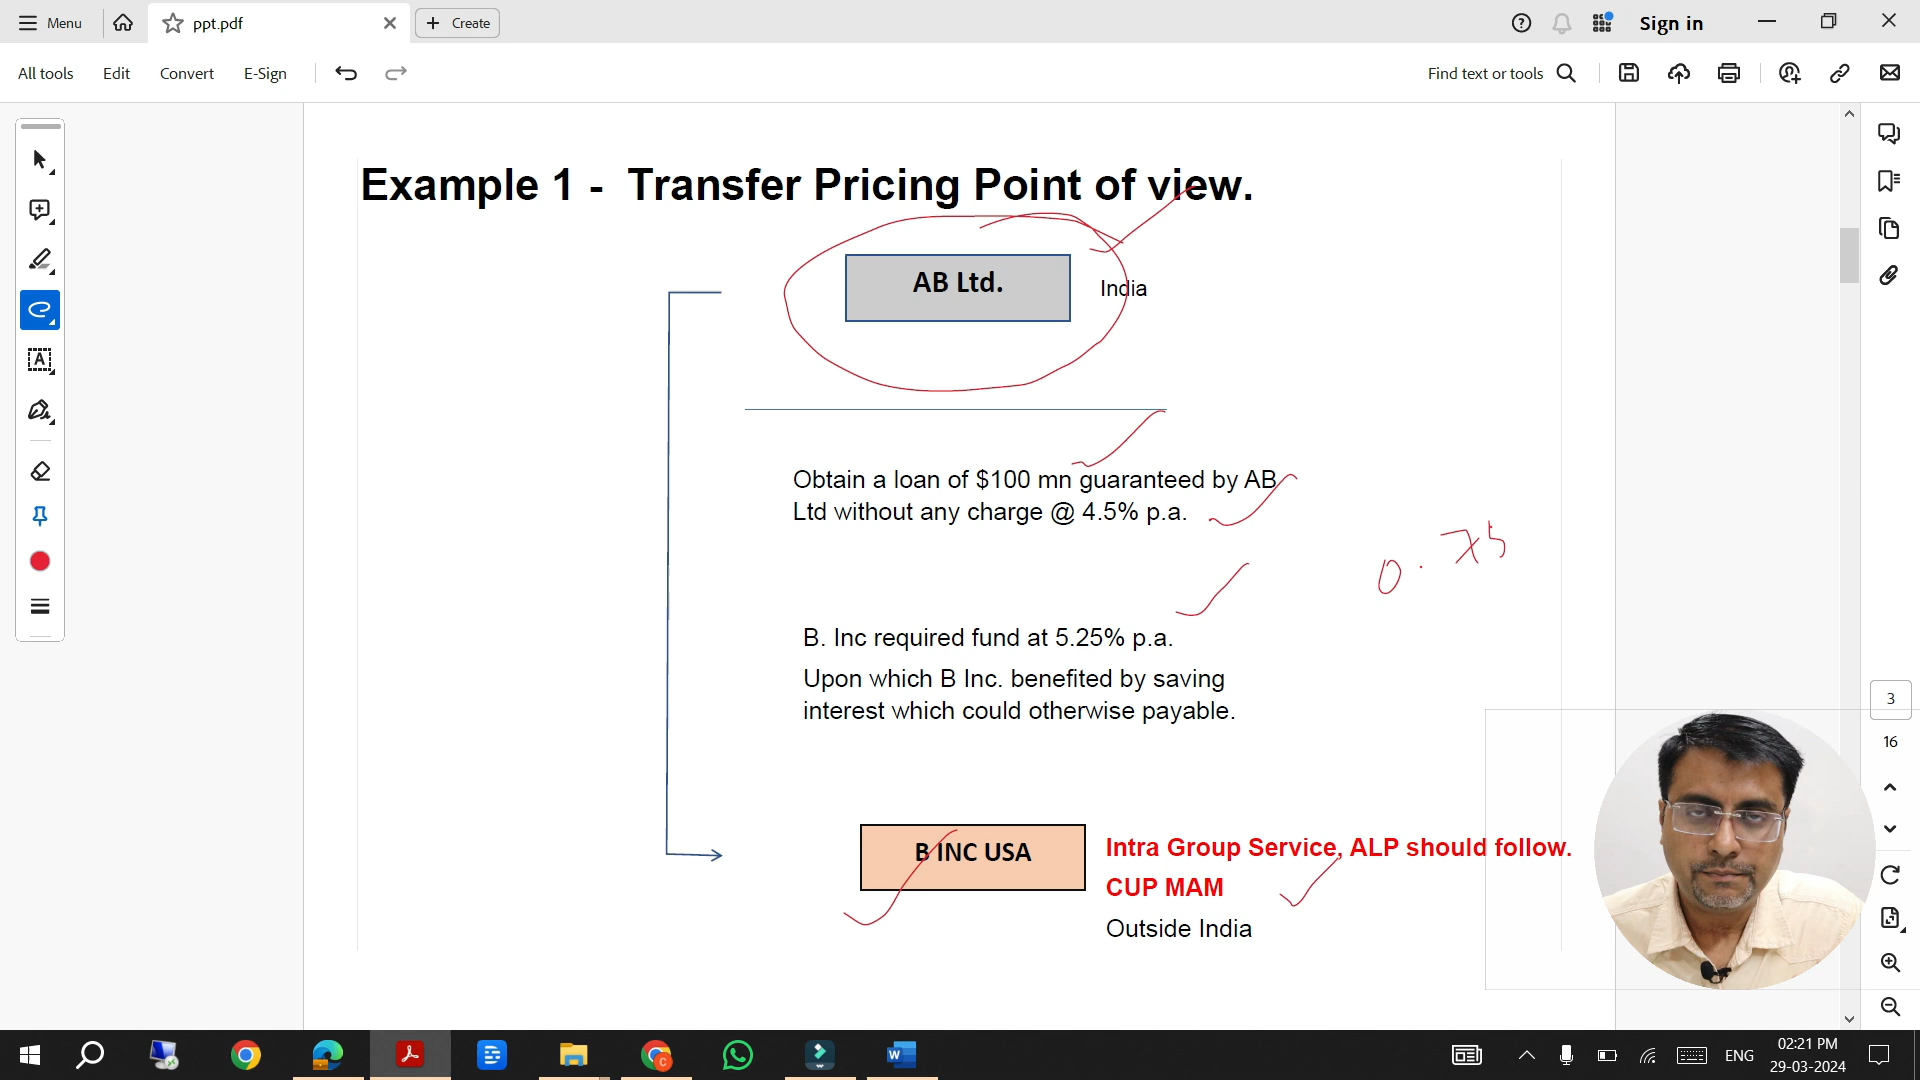 Menu
ppt.pdf
Create
Sign in
All tools
Edit
Convert
E-Sign
Find text or tools
Example 1 - Transfer Pricing Point of view.
AB Ltd.
India
Obtain a loan of $100 mn guaranteed by AB
Ltd without any charge @ 4.5% p.a.
0.75
B. Inc required fund at 5.25% p.a.
Upon which B Inc. benefited by saving
interest which could otherwise payable.
B INC USA
Intra Group Service, ALP should follow.
CUP MAM
Outside India
3
16
ENG
02:21 PM
29-03-2024